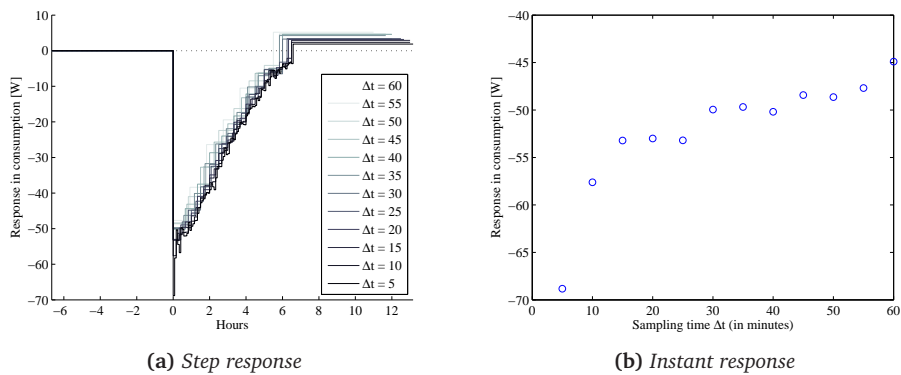 10
0
−10
−20
−30
−40
−50
−60
−70
Response in consumption [W]
−6
−4
−2
0
2
4
6
8
10
12
Hours
Δt = 60
Δt = 55
Δt = 50
Δt = 45
Δt = 40
Δt = 35
Δt = 30
Δt = 25
Δt = 20
Δt = 15
Δt = 10
Δt = 5
(a) Step response
−40
−45
−50
−55
−60
−65
−70
Response in consumption [W]
0
10
20
30
40
50
60
Sampling time Δt (in minutes)
(b) Instant response